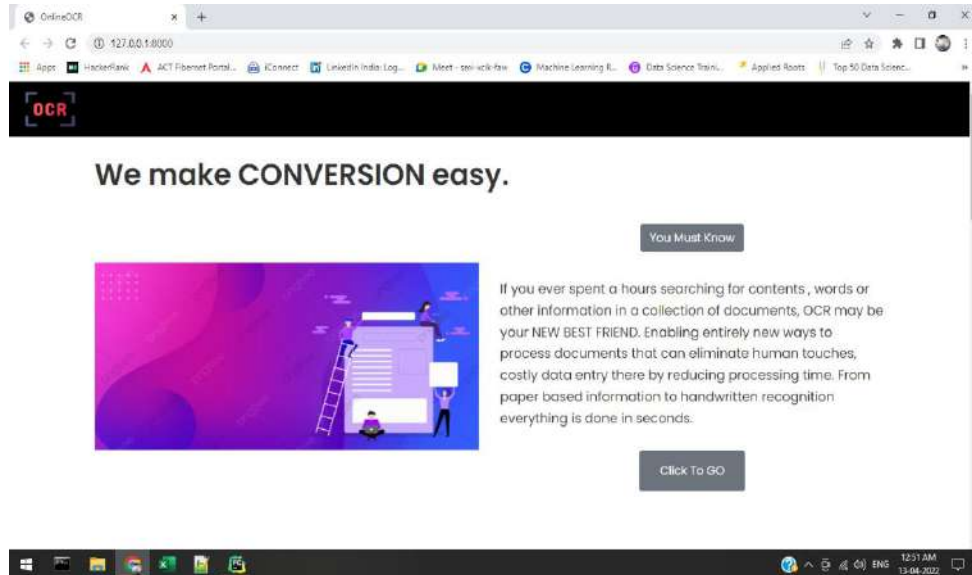 OnlineOCR
127.0.0.1:8000
Apps HackerRank ACT Fibernet Portal... iConnect LinkedIn India: Log... Machine Learning R... Data Science Traini... Applied Roots Top 50 Data Scienc...
OCR
We make CONVERSION easy.
You Must Know
If you ever spent a hours searching for contents , words or
other information in a collection of documents, OCR may be
your NEW BEST FRIEND. Enabling entirely new ways to
process documents that can eliminate human touches,
costly data entry there by reducing processing time. From
paper based information to handwritten recognition
everything is done in seconds.
Click To GO
ENG
12:51 AM
13-04-2022